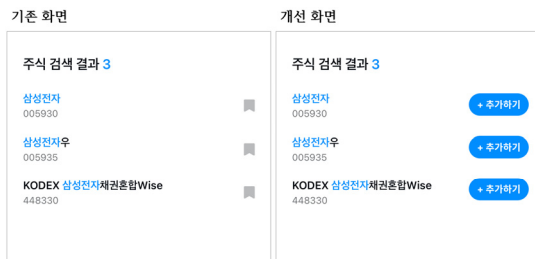 기존 화면
주식 검색 결과 3
삼성전자
005930
삼성전자우
005935
KODEX 삼성전자채권혼합Wise
448330
개선 화면
주식 검색 결과 3
삼성전자
005930
+ 추가하기
삼성전자우
005935
+ 추가하기
KODEX 삼성전자채권혼합Wise
448330
+ 추가하기